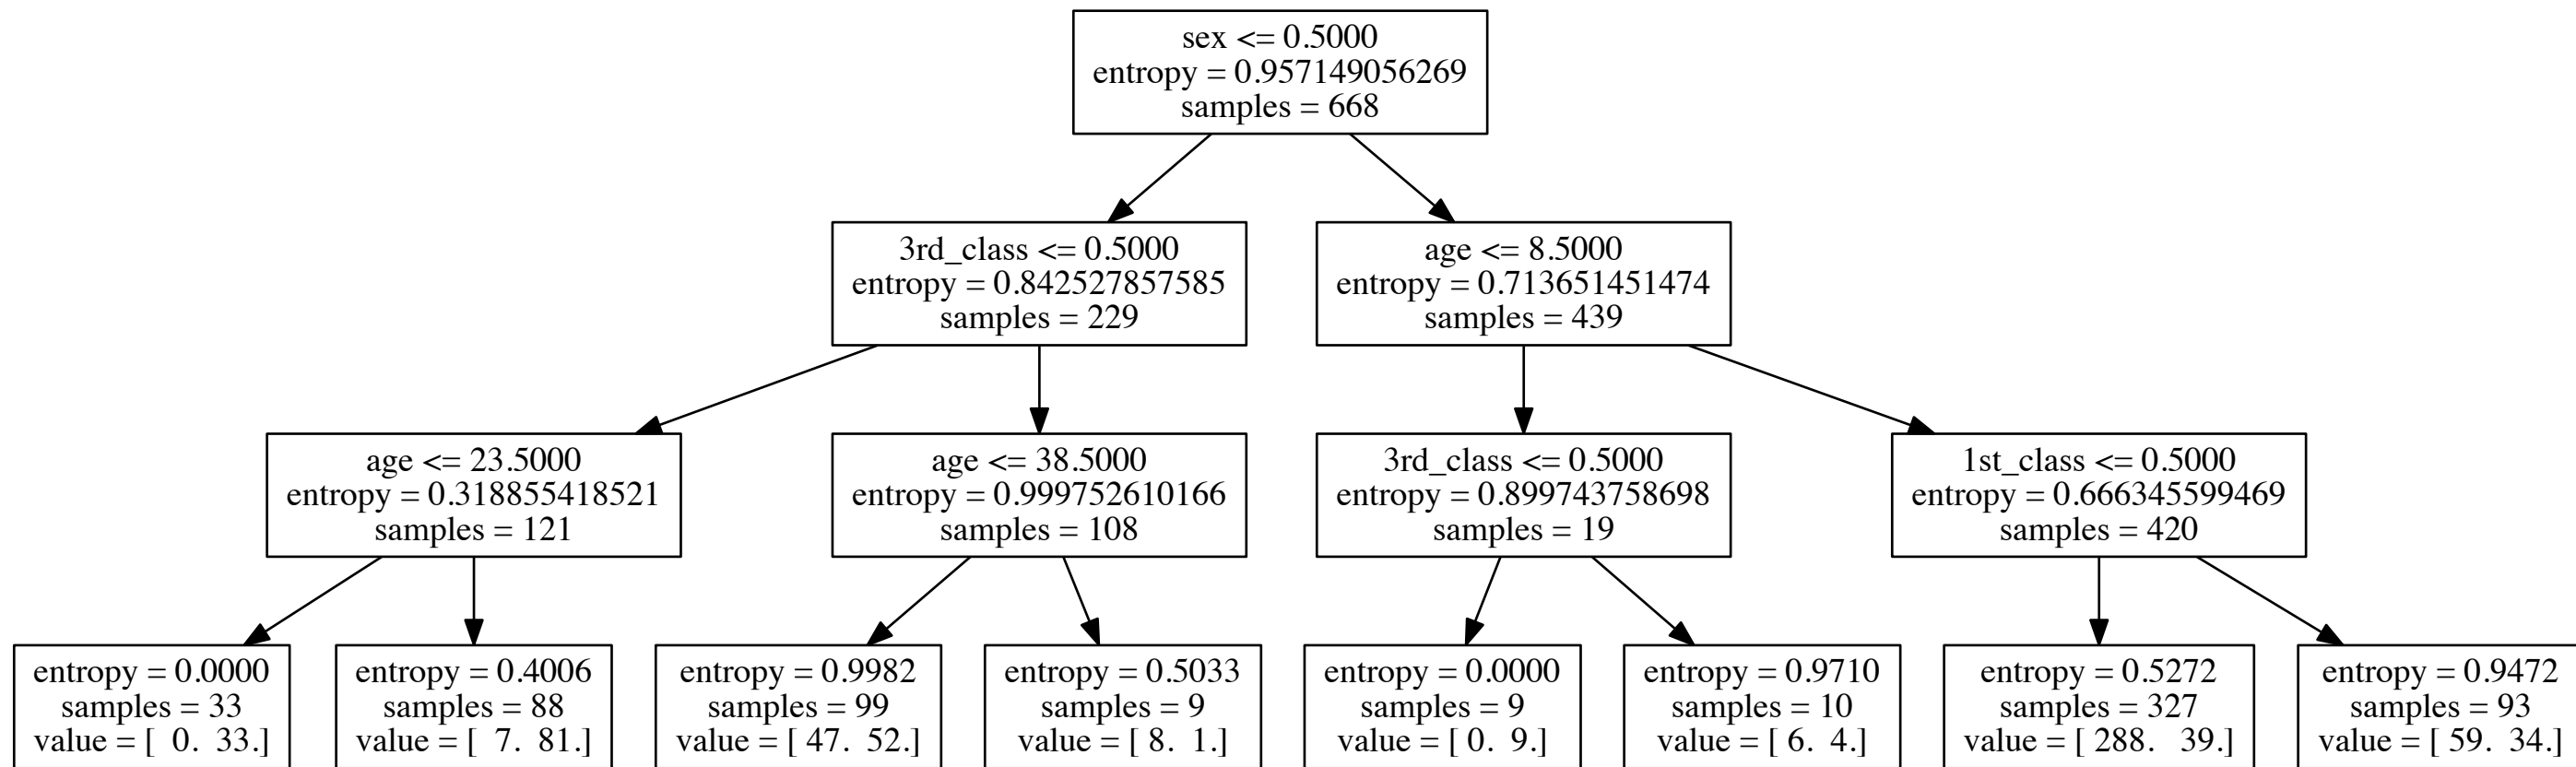 sex <= 0.5000
entropy = 0.957149056269
samples = 668
3rd_class <= 0.5000
entropy = 0.842527857585
samples = 229
age <= 8.5000
entropy = 0.713651451474
samples = 439
age <= 23.5000
entropy = 0.318855418521
samples = 121
age <= 38.5000
entropy = 0.999752610166
samples = 108
3rd_class <= 0.5000
entropy = 0.899743758698
samples = 19
1st_class <= 0.5000
entropy = 0.666345599469
samples = 420
entropy = 0.0000
samples = 33
value = [  0.  33.]
entropy = 0.4006
samples = 88
value = [  7.  81.]
entropy = 0.9982
samples = 99
value = [ 47.  52.]
entropy = 0.5033
samples = 9
value = [ 8.  1.]
entropy = 0.0000
samples = 9
value = [ 0.  9.]
entropy = 0.9710
samples = 10
value = [ 6.  4.]
entropy = 0.5272
samples = 327
value = [ 288.   39.]
entropy = 0.9472
samples = 93
value = [ 59.  34.]